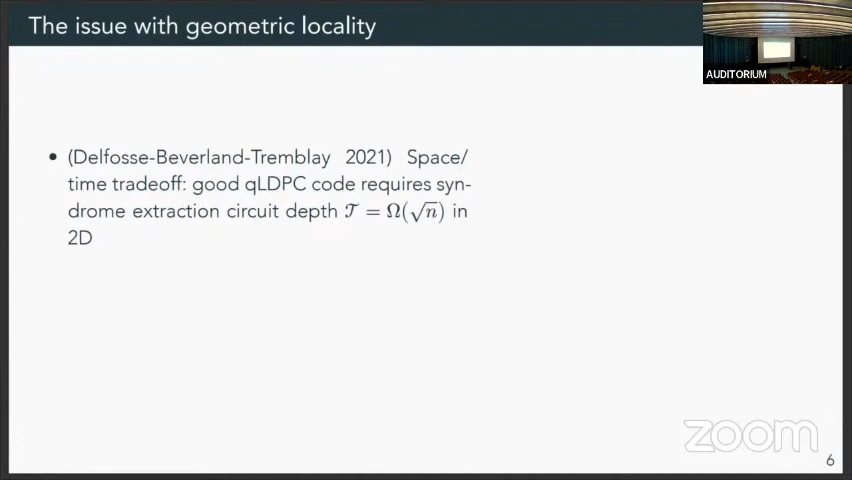 The issue with geometric locality
AUDITORIUM
• (Delfosse-Beverland-Tremblay 2021) Space/
time tradeoff: good qLDPC code requires syn-
drome extraction circuit depth 𝒯 = Ω(√n) in
2D
zoom
6